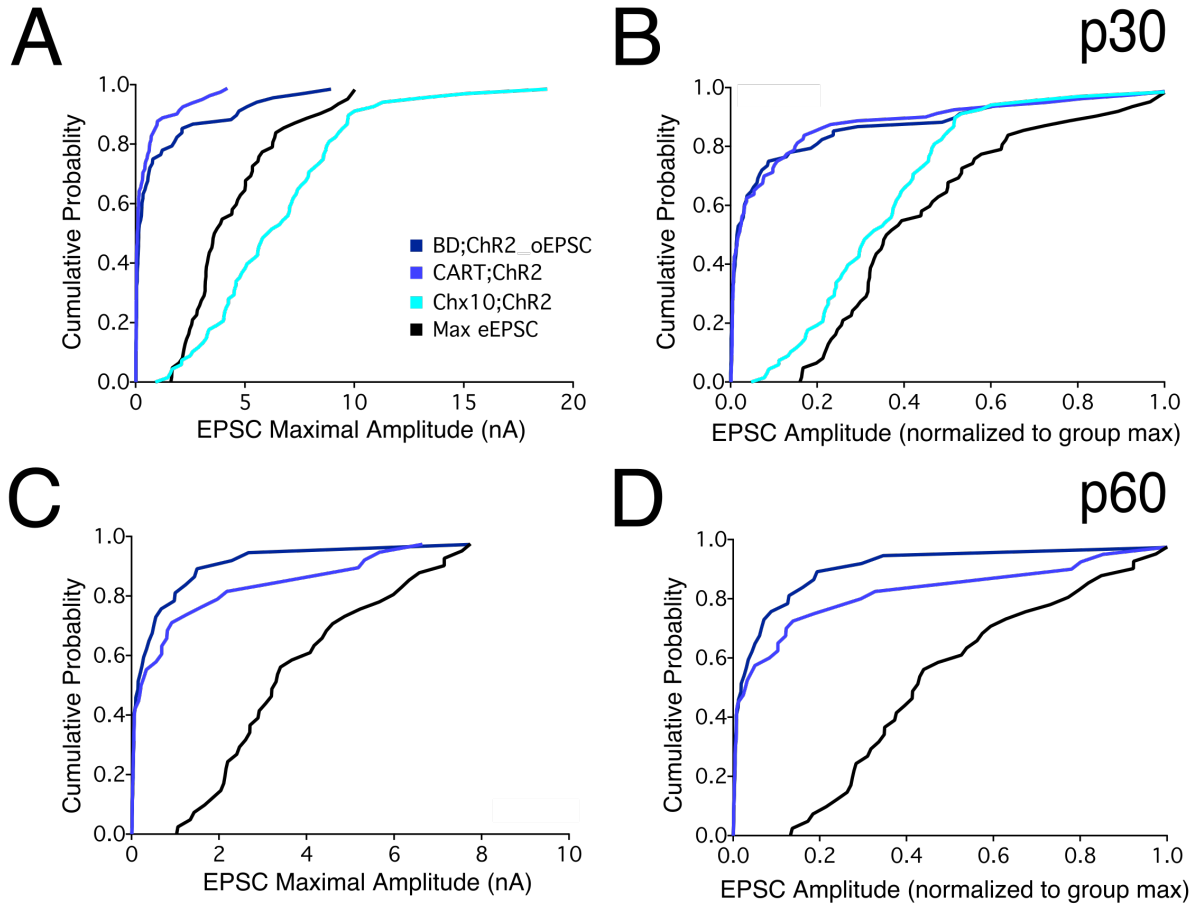 A
B
p30
1.0
0.8
0.6
0.4
0.2
0.0
Cumulative Probablity
0
5
10
15
20
EPSC Maximal Amplitude (nA)
BD;ChR2_oEPSC
CART;ChR2
Chx10;ChR2
Max eEPSC
1.0
0.8
0.6
0.4
0.2
0.0
Cumulative Probablity
0.0
0.2
0.4
0.6
0.8
1.0
EPSC Amplitude (normalized to group max)
C
D
p60
1.0
0.8
0.6
0.4
0.2
0.0
Cumulative Probablity
0
2
4
6
8
10
EPSC Maximal Amplitude (nA)
1.0
0.8
0.6
0.4
0.2
0.0
Cumulative Probablity
0.0
0.2
0.4
0.6
0.8
1.0
EPSC Amplitude (normalized to group max)